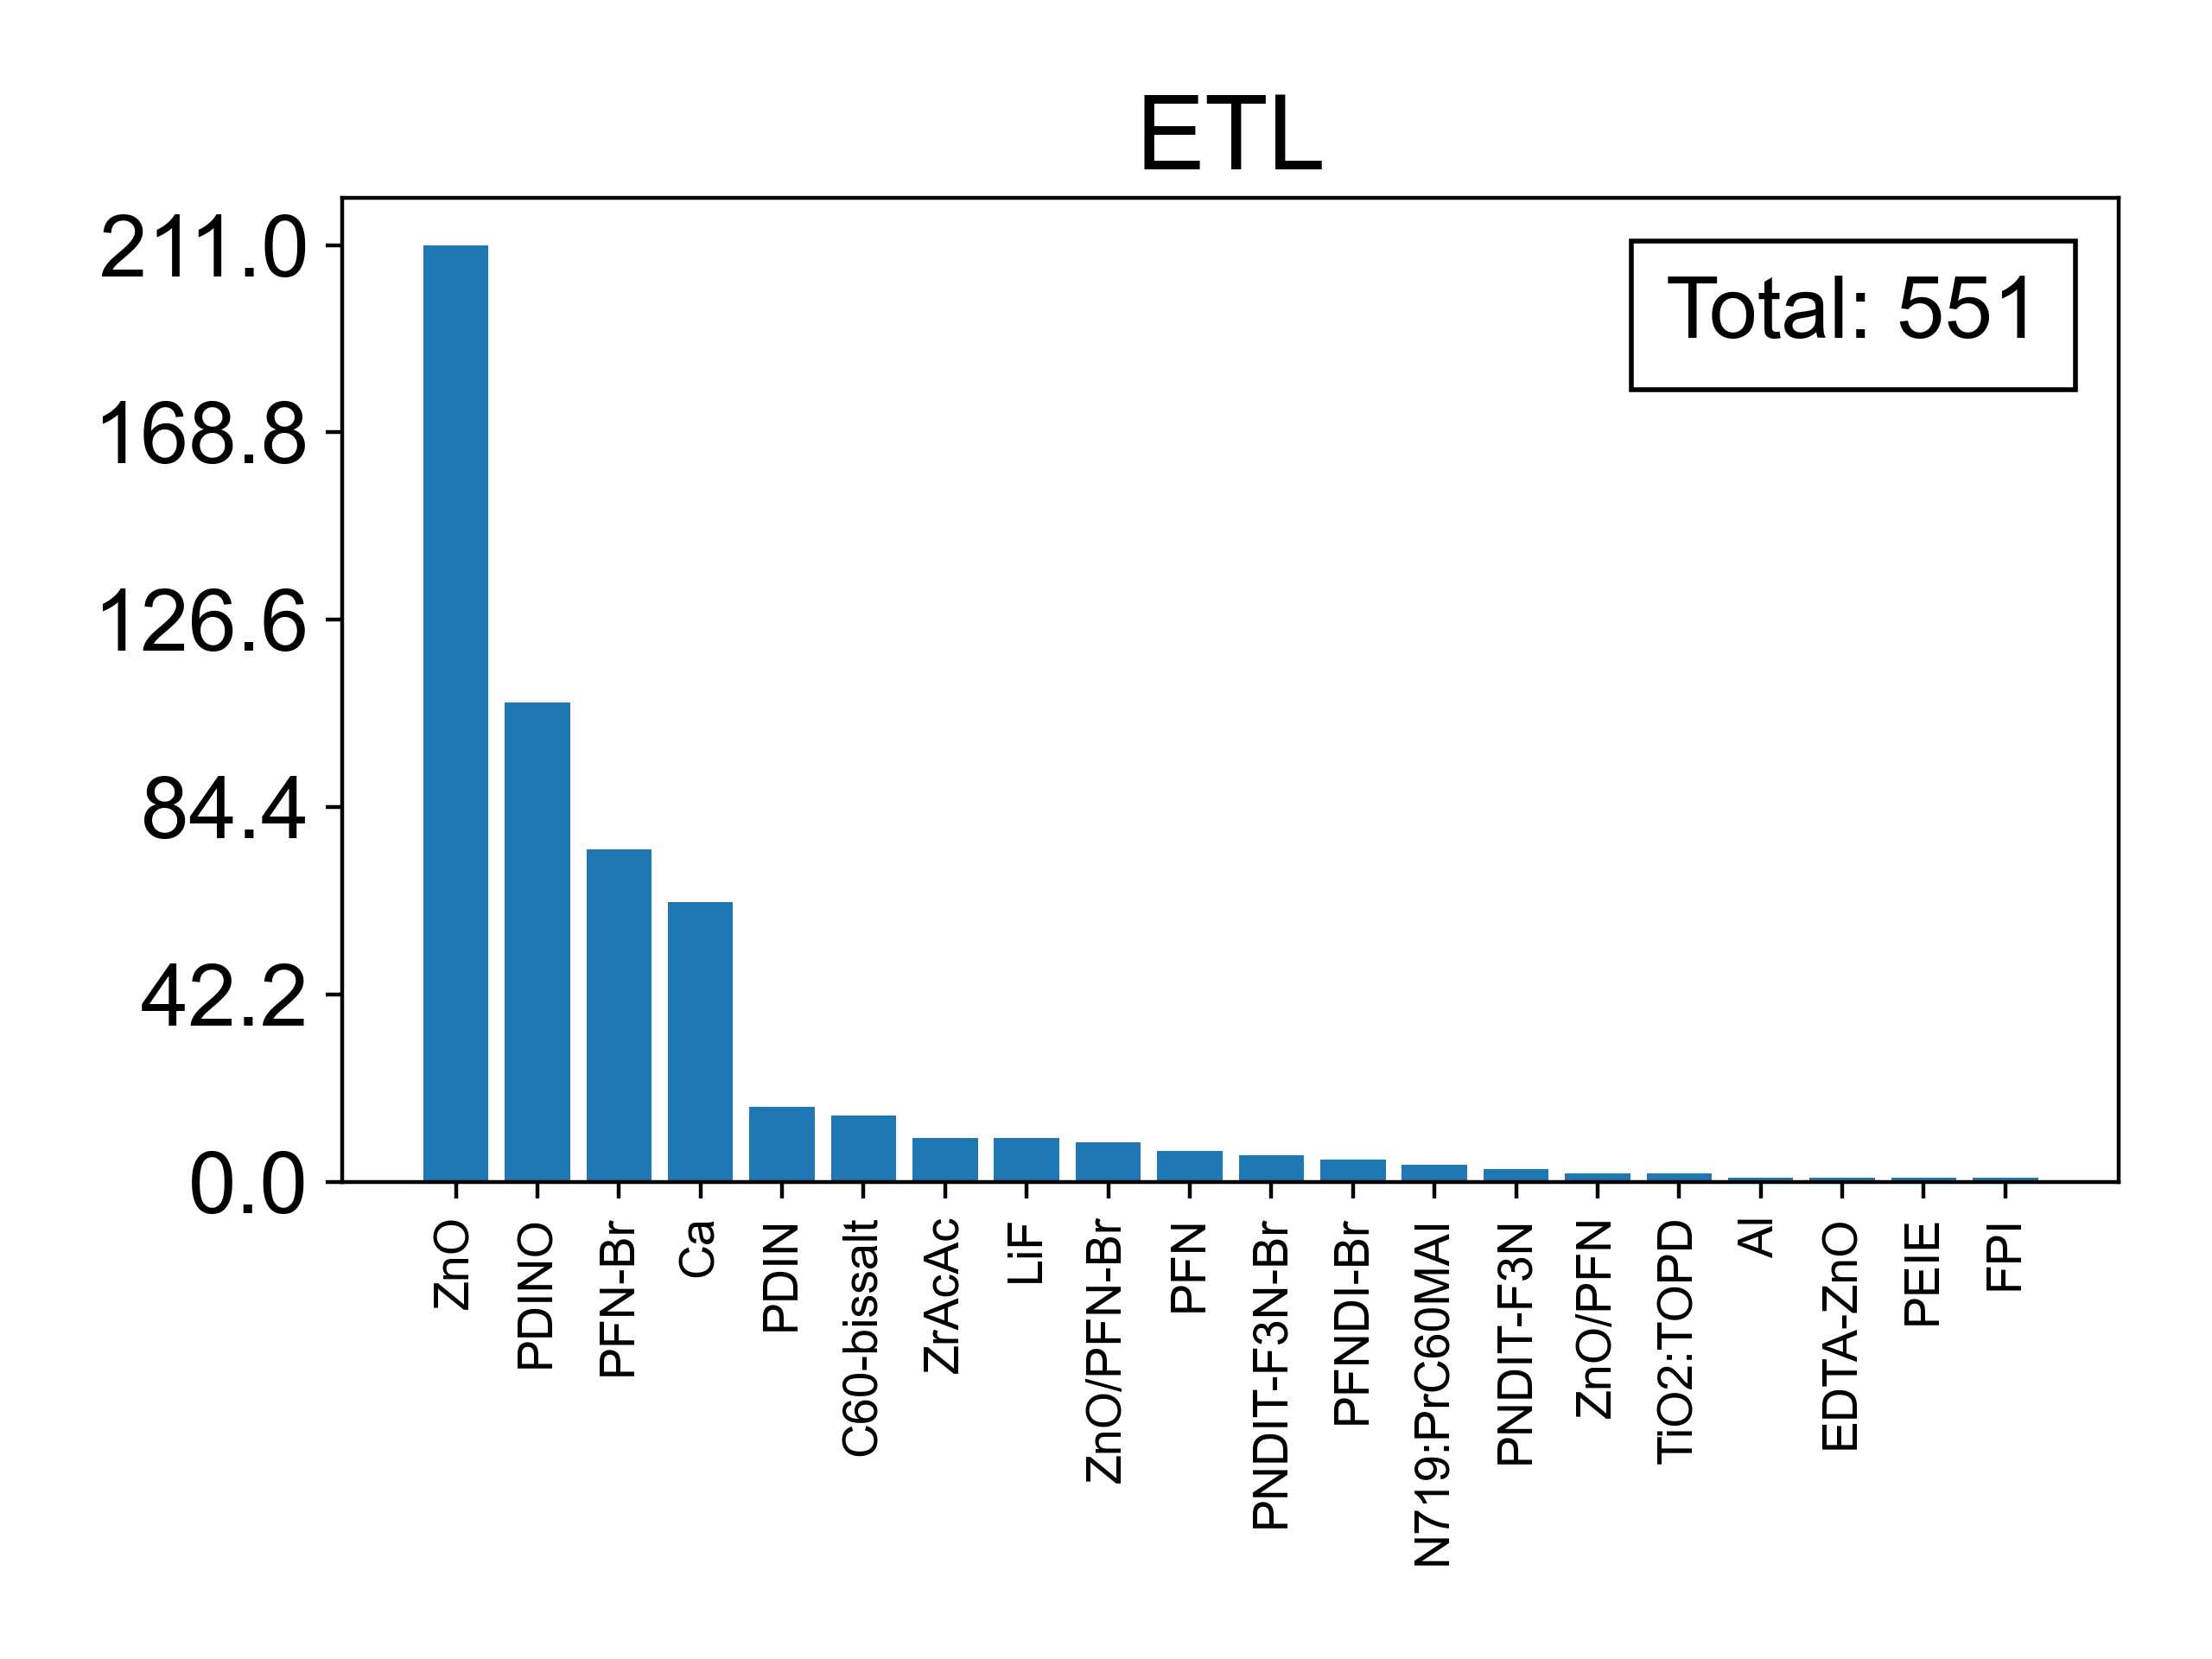 ETL
Total: 551
211.0
168.8
126.6
84.4
42.2
0.0
ZnO
PDINO
PFN-Br
Ca
PDIN
C60-bissalt
ZrAcAc
LiF
ZnO/PFN-Br
PFN
PNDIT-F3N-Br
PFNDI-Br
N719:PrC60MAI
PNDIT-F3N
ZnO/PFN
TiO2:TOPD
Al
EDTA-ZnO
PEIE
FPI